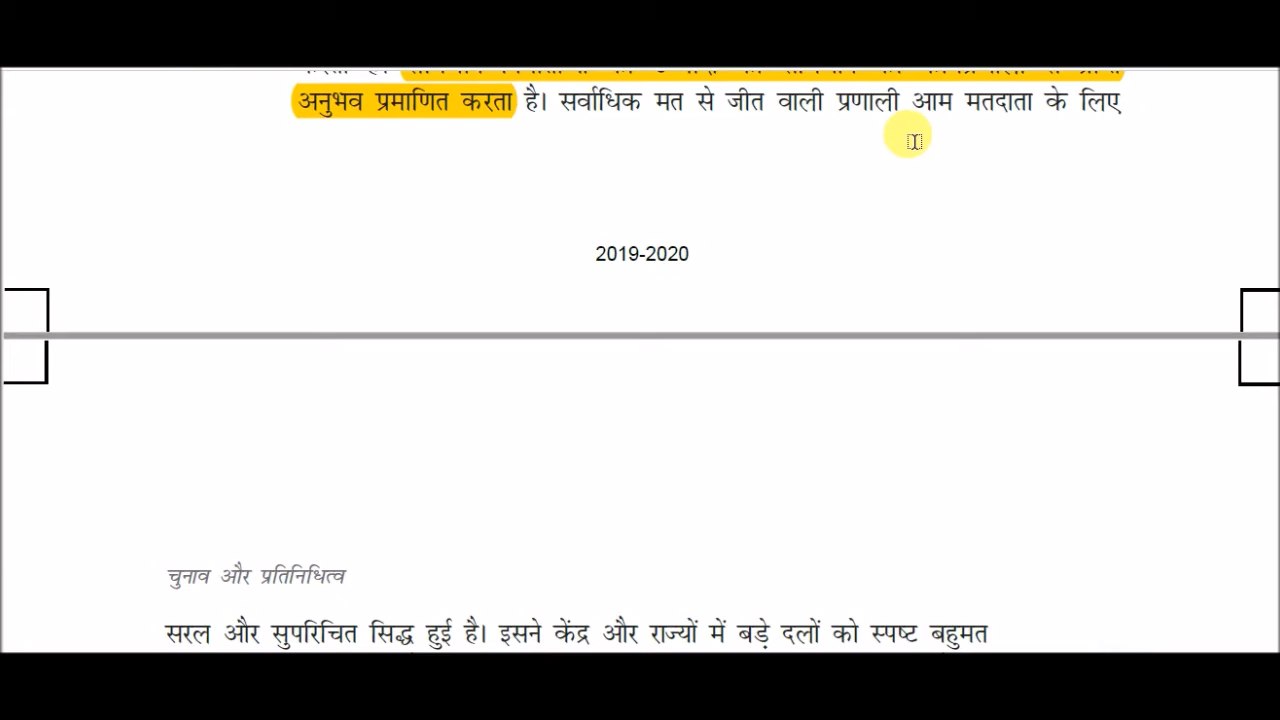 अनुभव प्रमाणित करता है। सर्वाधिक मत से जीत वाली प्रणाली आम मतदाता के लिए
2019-2020
चुनाव और प्रतिनिधित्व
सरल और सुपरिचित सिद्ध हुई है। इसने केंद्र और राज्यों में बड़े दलों को स्पष्ट बहुमत